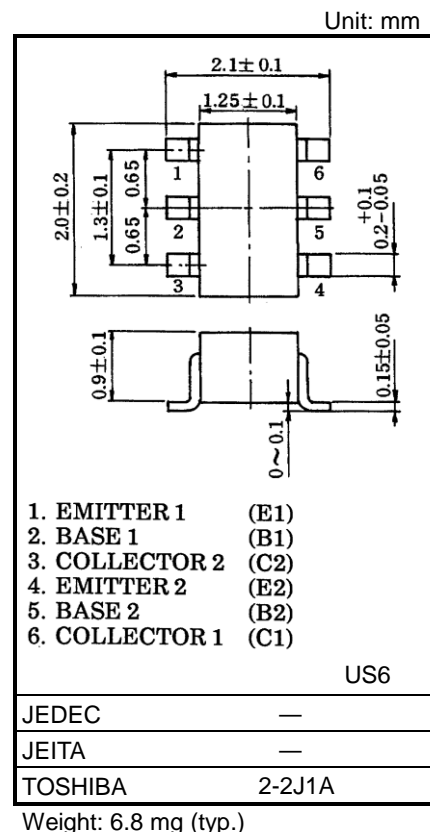 Unit: mm
2.1±0.1
1.25±0.1
1
6
2
5
3
4
2.0±0.2
1.3±0.1
0.65
0.65
+0.1
0.2-0.05
0.9±0.1
0.15±0.05
0~0.1
1. EMITTER 1 (E1)
2. BASE 1 (B1)
3. COLLECTOR 2 (C2)
4. EMITTER 2 (E2)
5. BASE 2 (B2)
6. COLLECTOR 1 (C1)
US6
JEDEC —
JEITA —
TOSHIBA 2-2J1A
Weight: 6.8 mg (typ.)